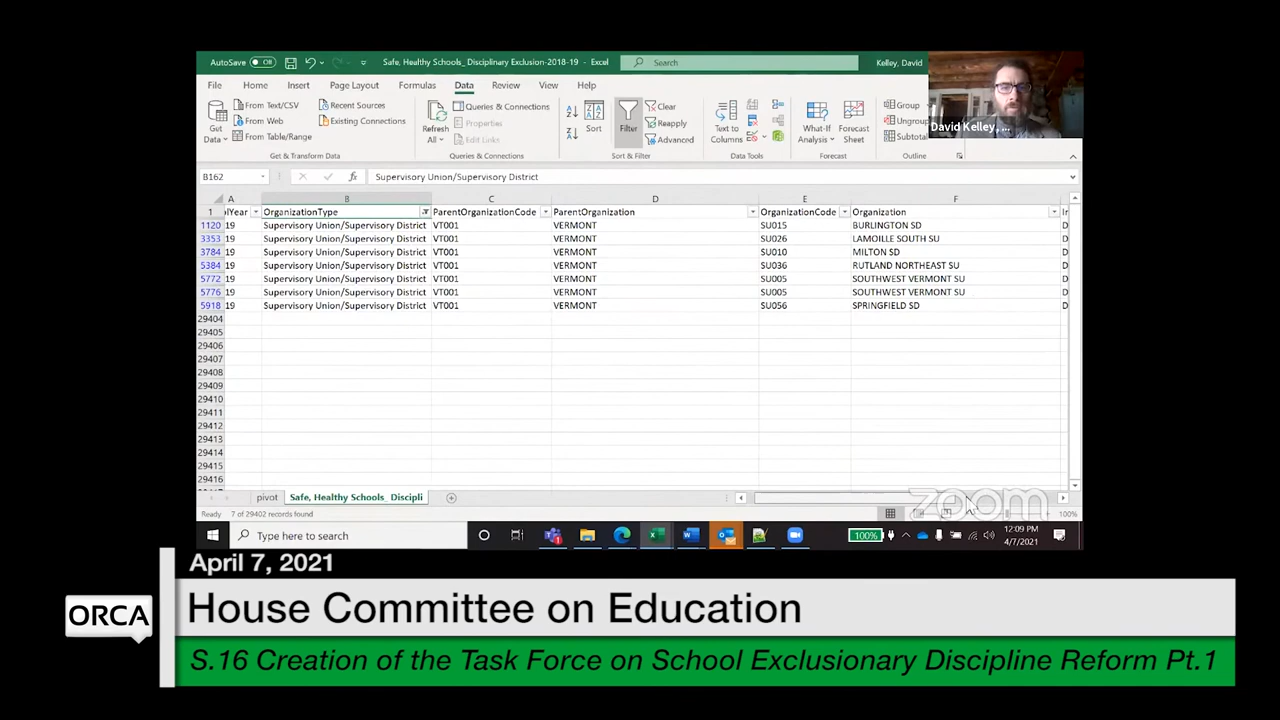 AutoSave Off Safe, Healthy Schools_ Disciplinary Exclusion-2018-19 - Excel Search Kelley, David
File Home Insert Page Layout Formulas Data Review View Help
Get Data From Text/CSV From Web From Table/Range Recent Sources Existing Connections
Refresh All Queries & Connections Properties Edit Links
Sort Filter Clear Reapply Advanced
Text to Columns What-If Analysis Forecast Sheet Group Ungroup Subtotal
David Kelley, ...
Get & Transform Data Queries & Connections Sort & Filter Data Tools Forecast Outline
B162 fx Supervisory Union/Supervisory District
A B C D E F
1 lYear OrganizationType ParentOrganizationCode ParentOrganization OrganizationCode Organization
1120 19 Supervisory Union/Supervisory District VT001 VERMONT SU015 BURLINGTON SD D
3353 19 Supervisory Union/Supervisory District VT001 VERMONT SU026 LAMOILLE SOUTH SU D
3784 19 Supervisory Union/Supervisory District VT001 VERMONT SU010 MILTON SD D
5384 19 Supervisory Union/Supervisory District VT001 VERMONT SU036 RUTLAND NORTHEAST SU D
5772 19 Supervisory Union/Supervisory District VT001 VERMONT SU005 SOUTHWEST VERMONT SU D
5776 19 Supervisory Union/Supervisory District VT001 VERMONT SU005 SOUTHWEST VERMONT SU D
5918 19 Supervisory Union/Supervisory District VT001 VERMONT SU056 SPRINGFIELD SD D
29404
29405
29406
29407
29408
29409
29410
29411
29412
29413
29454
29415
29416
pivot Safe, Healthy Schools_ Discipli
zoom
Ready 7 of 29402 records found 100%
Type here to search 100% 12:09 PM
4/7/2021
April 7, 2021
ORCA
House Committee on Education
S.16 Creation of the Task Force on School Exclusionary Discipline Reform Pt.1